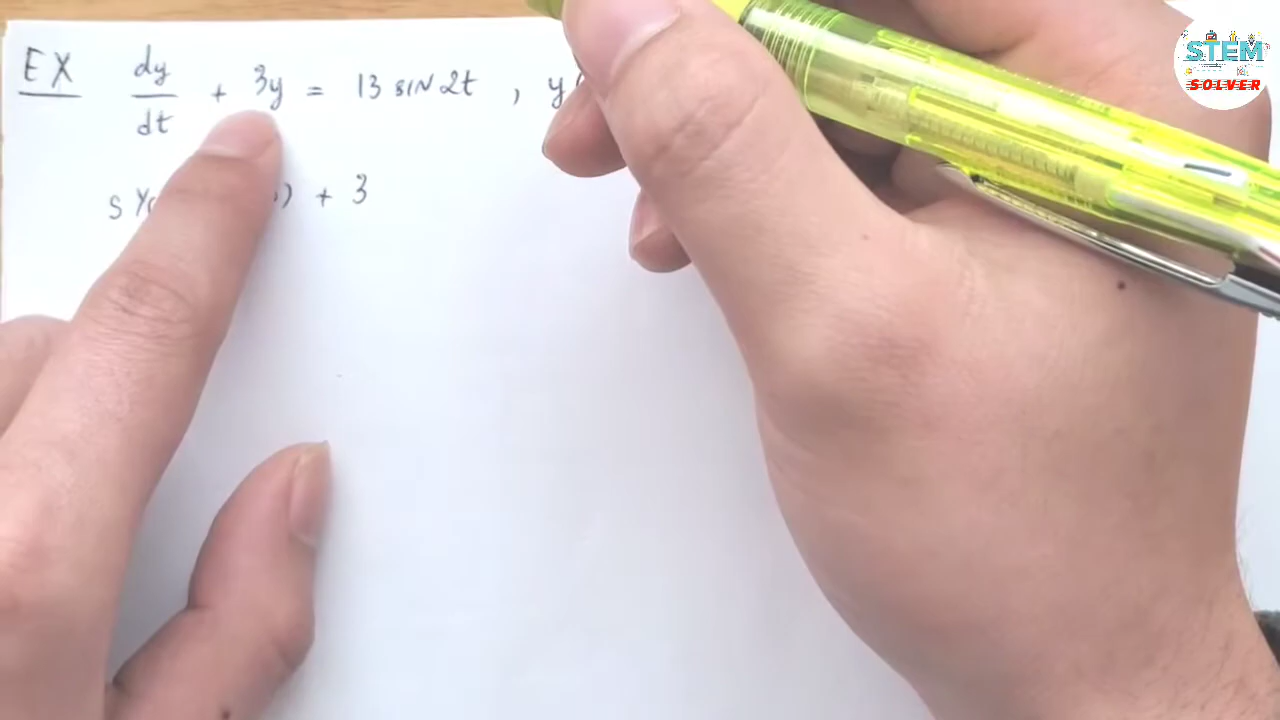 EX dy/dt + 3y = 13 sin 2t , y(
s Y( ) + 3
STEM
SOLVER